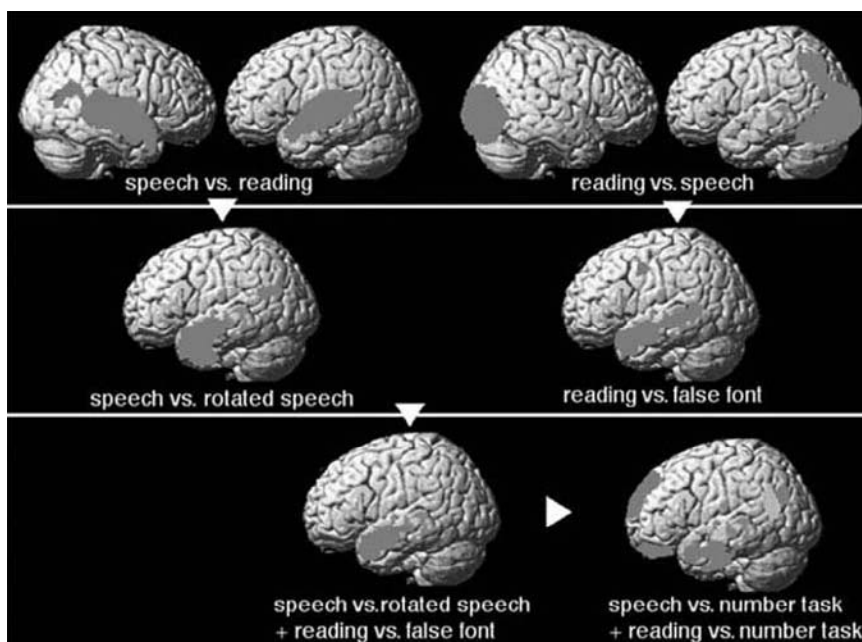 speech vs. reading
reading vs. speech
speech vs. rotated speech
reading vs. false font
speech vs.rotated speech
+ reading vs. false font
speech vs. number task
+ reading vs. number task